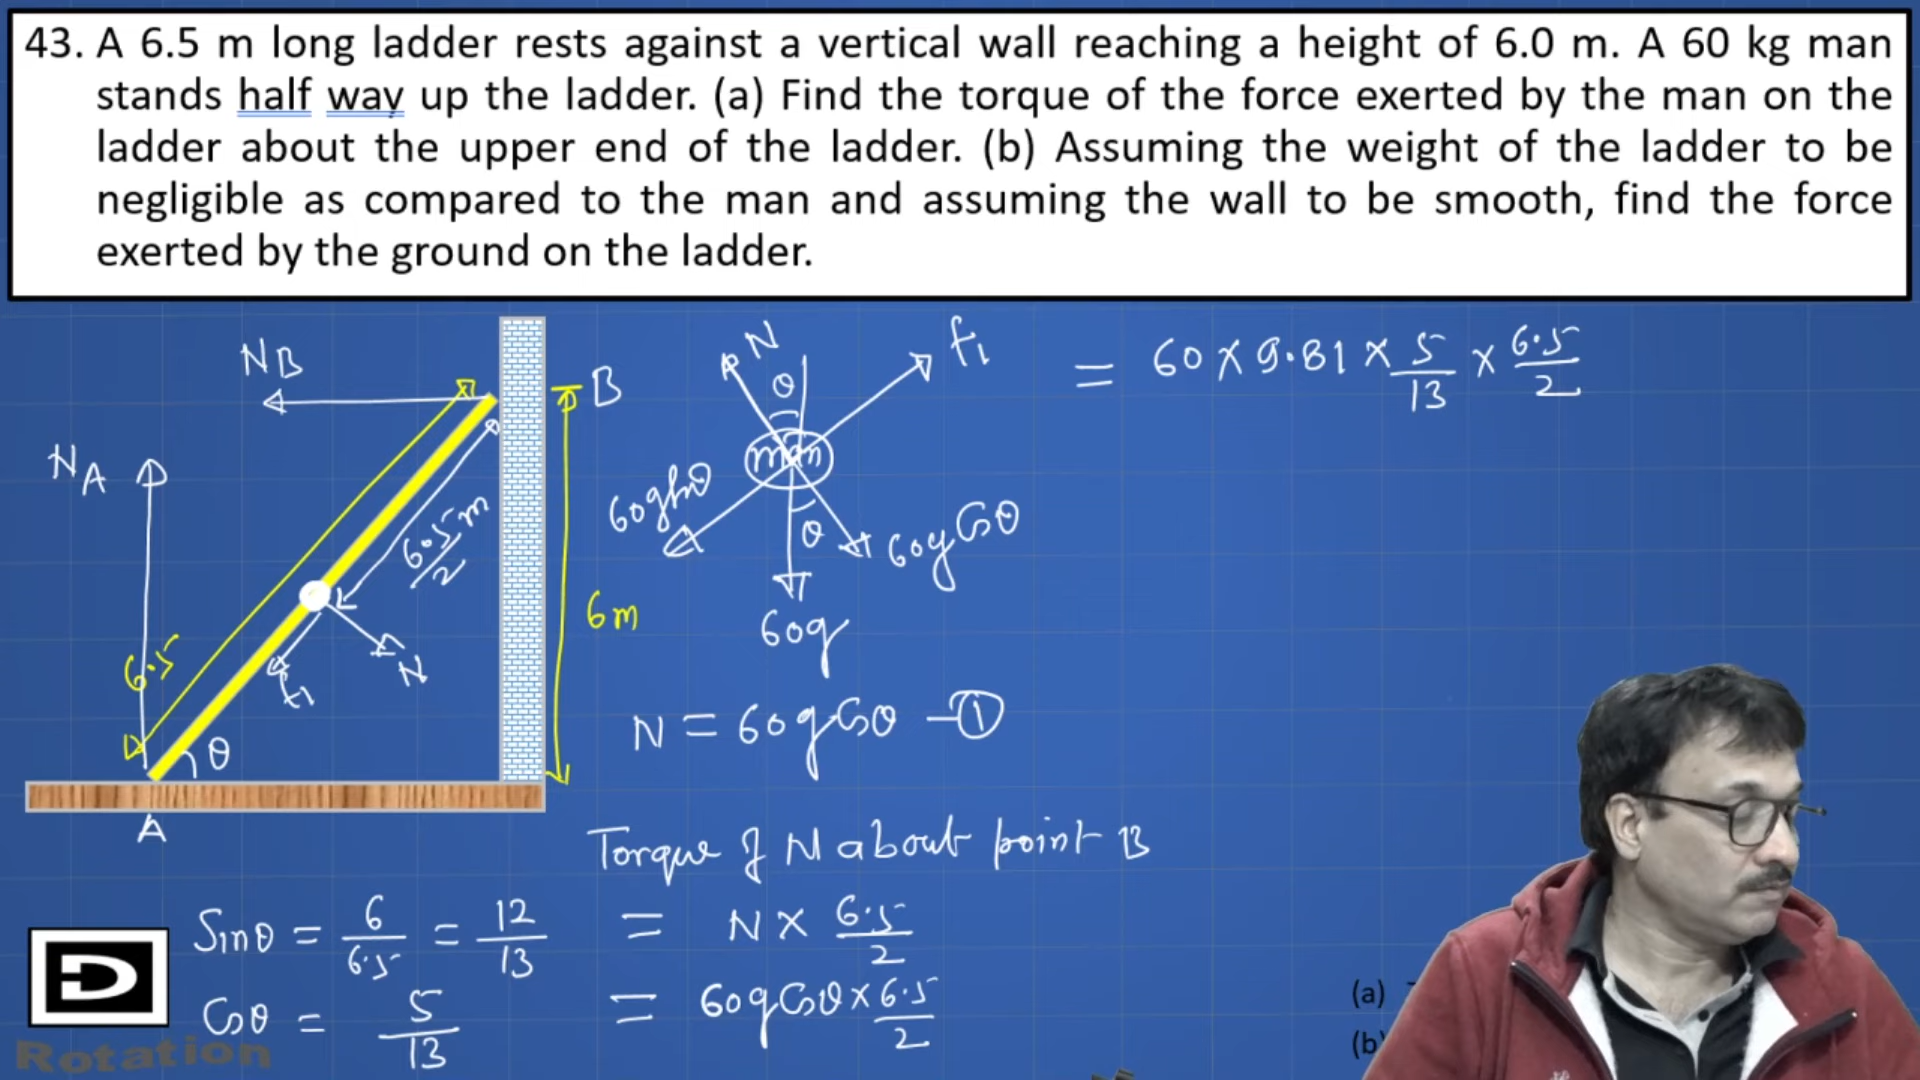 43. A 6.5 m long ladder rests against a vertical wall reaching a height of 6.0 m. A 60 kg man
stands half way up the ladder. (a) Find the torque of the force exerted by the man on the
ladder about the upper end of the ladder. (b) Assuming the weight of the ladder to be
negligible as compared to the man and assuming the wall to be smooth, find the force
exerted by the ground on the ladder.
N_B
B
N_A
6.5/2 m
6.5
6m
N
f₁
θ
A
N
f₁
θ
man
60g sinθ
θ
60g cosθ
60g
N = 60g cosθ -①
Torque of N about point B
= N × 6.5/2
= 60g cosθ × 6.5/2
= 60 × 9.81 × 5/13 × 6.5/2
Sinθ = 6/6.5 = 12/13
Cosθ = 5/13
D
Rotation
(a)
(b)